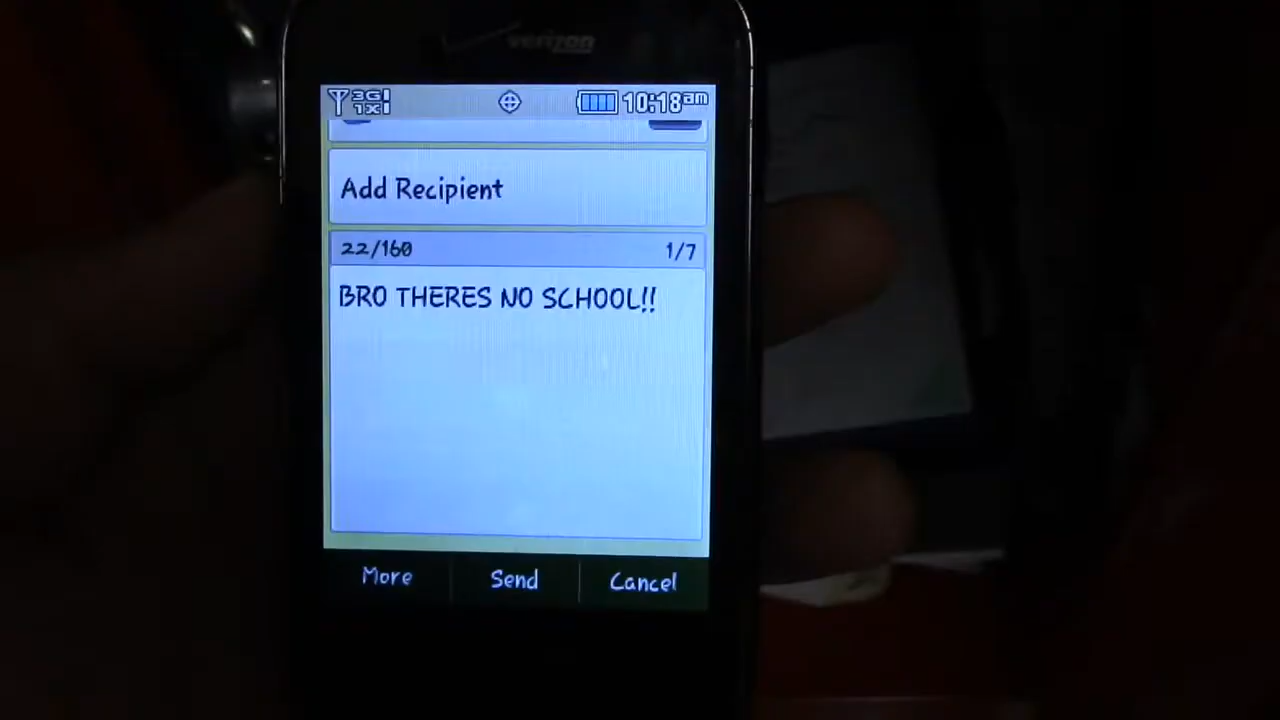 verizon
3G
1X
10:18am
Add Recipient
22/160 1/7
BRO THERES NO SCHOOL!!
More Send Cancel